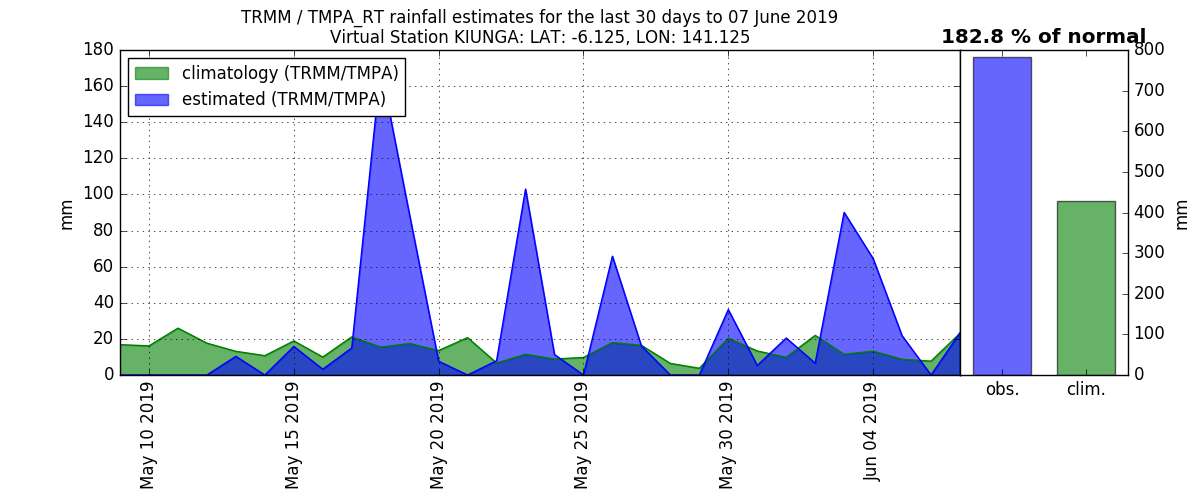 TRMM / TMPA_RT rainfall estimates for the last 30 days to 07 June 2019
Virtual Station KIUNGA: LAT: -6.125, LON: 141.125
182.8 % of normal
climatology (TRMM/TMPA)
estimated (TRMM/TMPA)
180
160
140
120
100
80
60
40
20
0
mm
May 10 2019
May 15 2019
May 20 2019
May 25 2019
May 30 2019
Jun 04 2019
800
700
600
500
400
300
200
100
0
mm
obs.
clim.